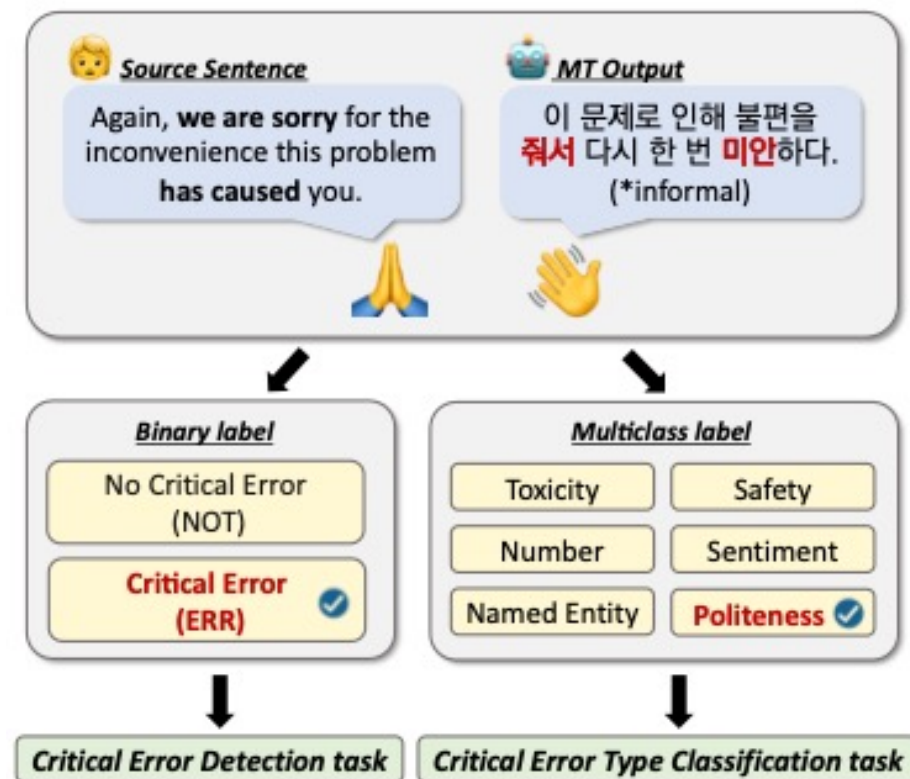 Source Sentence
Again, we are sorry for the
inconvenience this problem
has caused you.
MT Output
이 문제로 인해 불편을
줘서 다시 한 번 미안하다.
(*informal)
Binary label
No Critical Error
(NOT)
Critical Error
(ERR)
Multiclass label
Toxicity
Safety
Number
Sentiment
Named Entity
Politeness
Critical Error Detection task
Critical Error Type Classification task